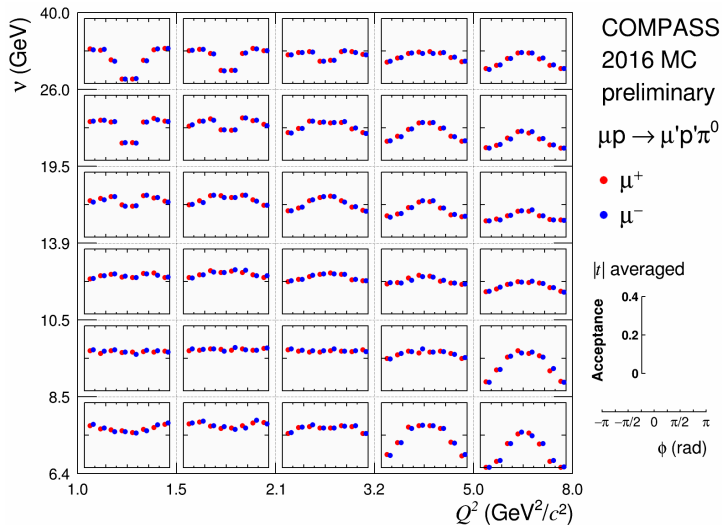 40.0
26.0
19.5
13.9
10.5
8.5
6.4
ν (GeV)
1.0 1.5 2.1 3.2 5.0 8.0
Q² (GeV²/c²)
COMPASS
2016 MC
preliminary
μp → μ'p'π⁰
μ⁺
μ⁻
|t| averaged
Acceptance
0.4
0.2
0
−π −π/2 0 π/2 π
ϕ (rad)